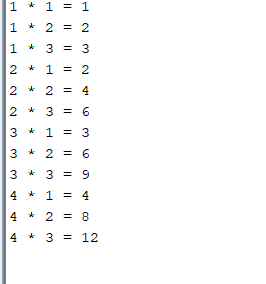 1 * 1 = 1
1 * 2 = 2
1 * 3 = 3
2 * 1 = 2
2 * 2 = 4
2 * 3 = 6
3 * 1 = 3
3 * 2 = 6
3 * 3 = 9
4 * 1 = 4
4 * 2 = 8
4 * 3 = 12